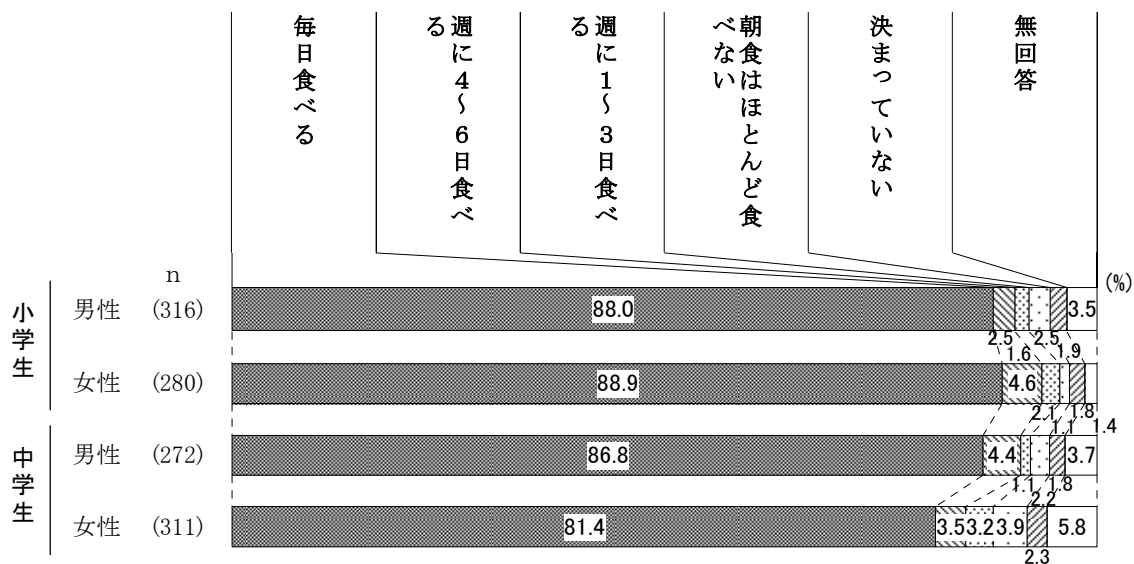 毎日食べる
週に4～6日食べ
る
週に1～3日食べ
る
朝食はほとんど食
べない
決まっていない
無回答
n
(%)
小学生
男性 (316)
88.0
3.5
2.5
1.6
2.5
1.9
女性 (280)
88.9
4.6
2.1
1.1
1.8
1.4
中学生
男性 (272)
86.8
4.4
3.7
1.1
2.2
1.8
女性 (311)
81.4
3.5
3.2
3.9
5.8
2.3